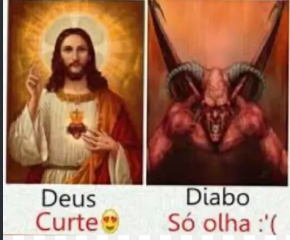 Deus
Curte😍
Diabo
Só olha :'(